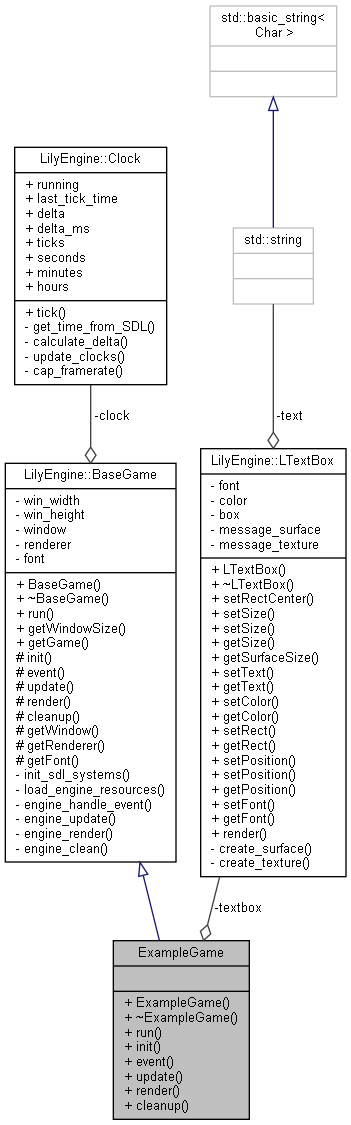 std::basic_string<
Char >
LilyEngine::Clock
+ running
+ last_tick_time
+ delta
+ delta_ms
+ ticks
+ seconds
+ minutes
+ hours
+ tick()
- get_time_from_SDL()
- calculate_delta()
- update_clocks()
- cap_framerate()
std::string
-clock
-text
LilyEngine::BaseGame
- win_width
- win_height
- window
- renderer
- font
+ BaseGame()
+ ~BaseGame()
+ run()
+ getWindowSize()
+ getGame()
# init()
# event()
# update()
# render()
# cleanup()
# getWindow()
# getRenderer()
# getFont()
- init_sdl_systems()
- load_engine_resources()
- engine_handle_event()
- engine_update()
- engine_render()
- engine_clean()
LilyEngine::LTextBox
- font
- color
- box
- message_surface
- message_texture
+ LTextBox()
+ ~LTextBox()
+ setRectCenter()
+ setSize()
+ setSize()
+ getSize()
+ getSurfaceSize()
+ setText()
+ getText()
+ setColor()
+ getColor()
+ setRect()
+ getRect()
+ setPosition()
+ setPosition()
+ getPosition()
+ setFont()
+ getFont()
+ render()
- create_surface()
- create_texture()
-textbox
ExampleGame
+ ExampleGame()
+ ~ExampleGame()
+ run()
+ init()
+ event()
+ update()
+ render()
+ cleanup()